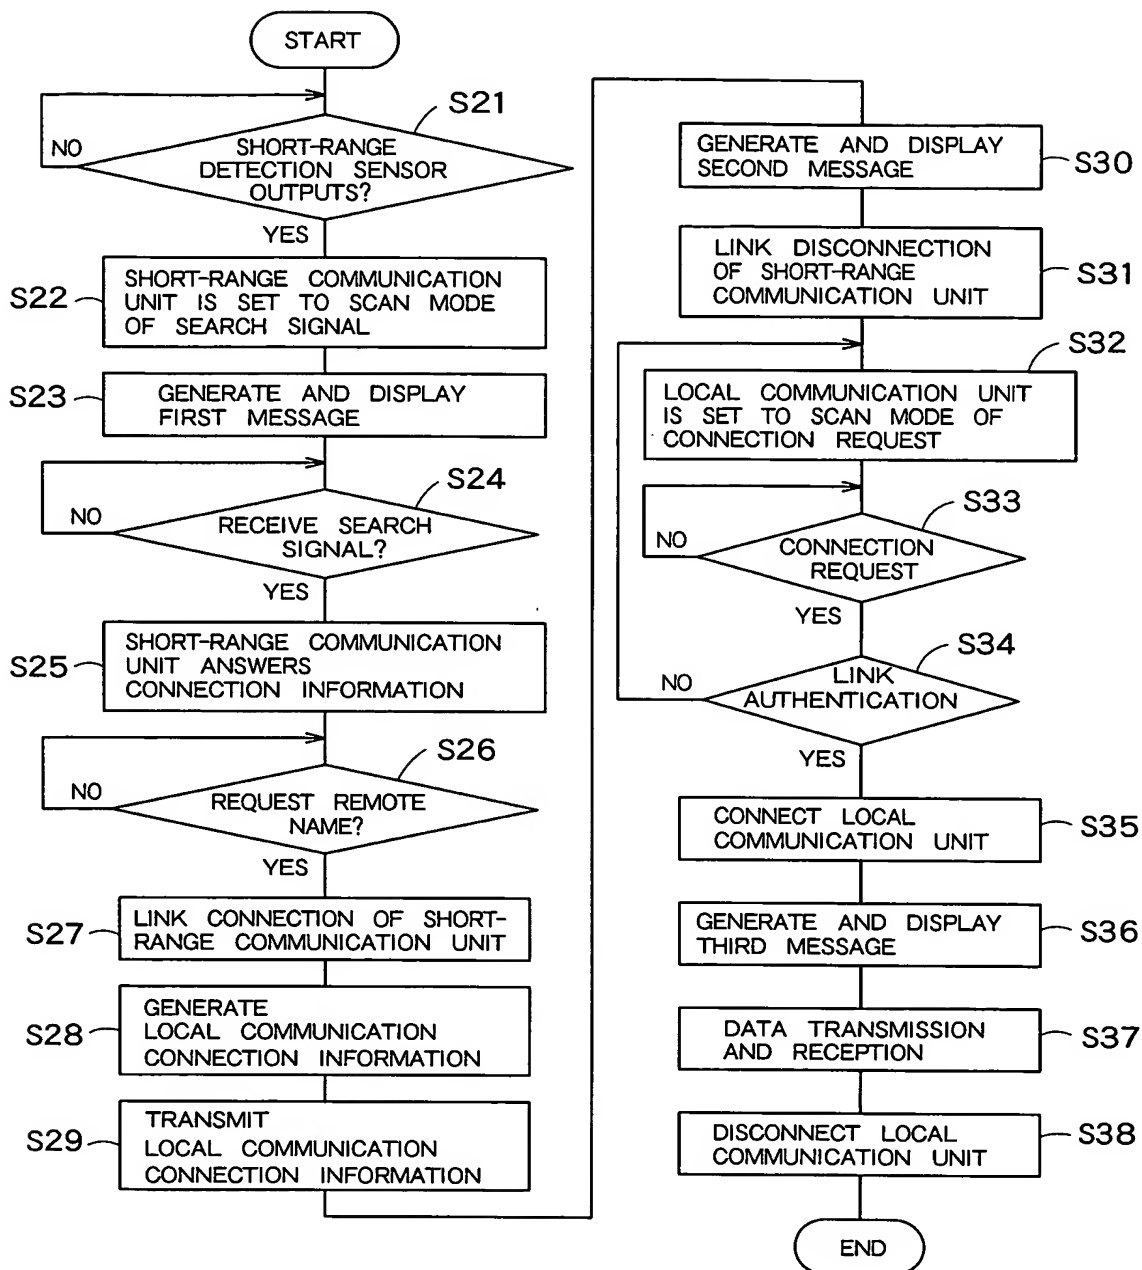 START
S21
NO
SHORT-RANGE
DETECTION SENSOR
OUTPUTS?
YES
S22
SHORT-RANGE COMMUNICATION
UNIT IS SET TO SCAN MODE
OF SEARCH SIGNAL
S23
GENERATE AND DISPLAY
FIRST MESSAGE
S24
NO
RECEIVE SEARCH
SIGNAL?
YES
S25
SHORT-RANGE COMMUNICATION
UNIT ANSWERS
CONNECTION INFORMATION
S26
NO
REQUEST REMOTE
NAME?
YES
S27
LINK CONNECTION OF SHORT-
RANGE COMMUNICATION UNIT
S28
GENERATE
LOCAL COMMUNICATION
CONNECTION INFORMATION
S29
TRANSMIT
LOCAL COMMUNICATION
CONNECTION INFORMATION
GENERATE AND DISPLAY
SECOND MESSAGE
S30
LINK DISCONNECTION
OF SHORT-RANGE
COMMUNICATION UNIT
S31
S32
LOCAL COMMUNICATION UNIT
IS SET TO SCAN MODE OF
CONNECTION REQUEST
S33
NO
CONNECTION
REQUEST
YES
S34
NO
LINK
AUTHENTICATION
YES
CONNECT LOCAL
COMMUNICATION UNIT
S35
GENERATE AND DISPLAY
THIRD MESSAGE
S36
DATA TRANSMISSION
AND RECEPTION
S37
DISCONNECT LOCAL
COMMUNICATION UNIT
S38
END